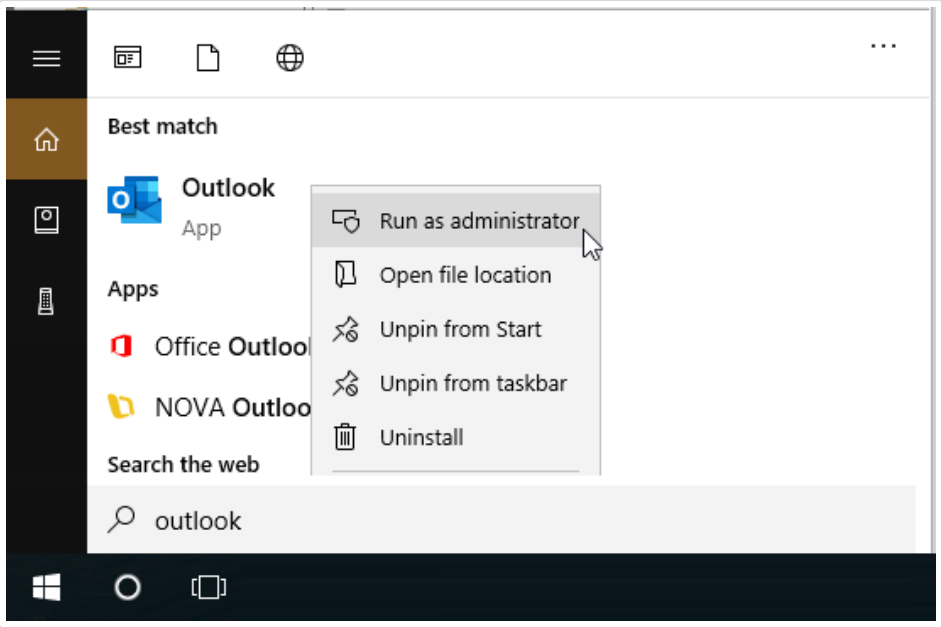 Best match
Outlook
App
Run as administrator
Open file location
Apps
Unpin from Start
Office Outlool
Unpin from taskbar
NOVA Outloo
Uninstall
Search the web
outlook